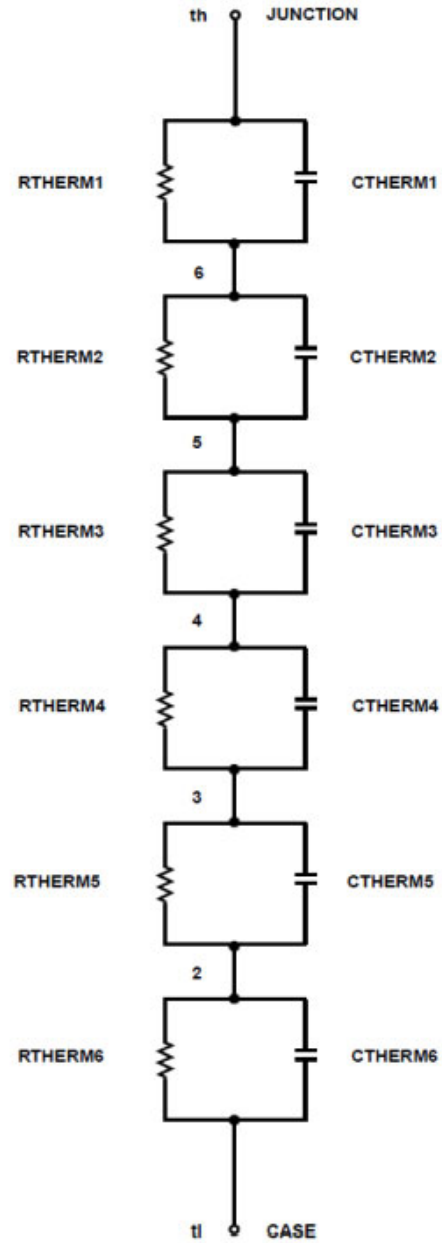 th JUNCTION
RTHERM1 CTHERM1
6
RTHERM2 CTHERM2
5
RTHERM3 CTHERM3
4
RTHERM4 CTHERM4
3
RTHERM5 CTHERM5
2
RTHERM6 CTHERM6
tl CASE